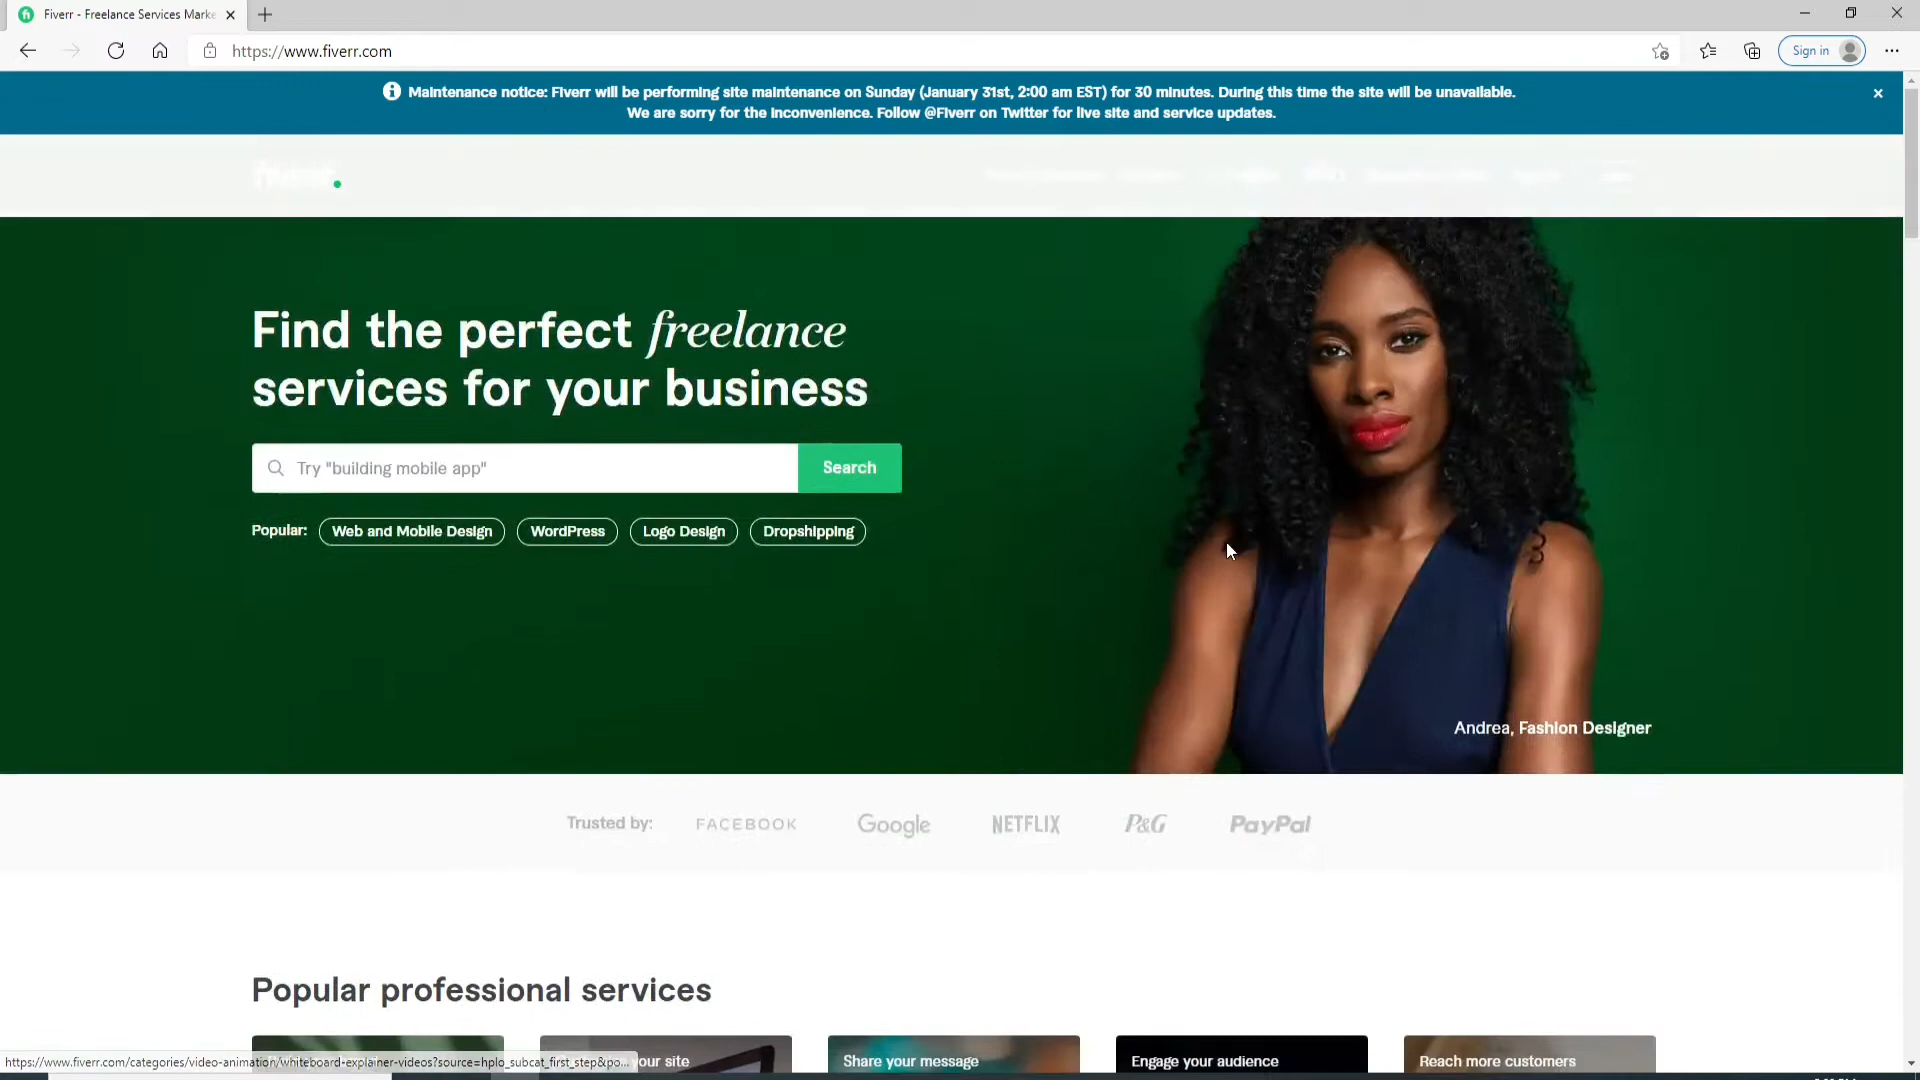 Fiverr - Freelance Services Marke
https://www.fiverr.com
Sign in
Maintenance notice: Fiverr will be performing site maintenance on Sunday (January 31st, 2:00 am EST) for 30 minutes. During this time the site will be unavailable.
We are sorry for the inconvenience. Follow @Fiverr on Twitter for live site and service updates.
Find the perfect freelance
services for your business
Try "building mobile app"
Search
Popular:
Web and Mobile Design
WordPress
Logo Design
Dropshipping
Andrea, Fashion Designer
Trusted by:
FACEBOOK
Google
NETFLIX
P&G
PayPal
Popular professional services
your site
Share your message
Engage your audience
Reach more customers
https://www.fiverr.com/categories/video-animation/whiteboard-explainer-videos?source=hplo_subcat_first_step&po...